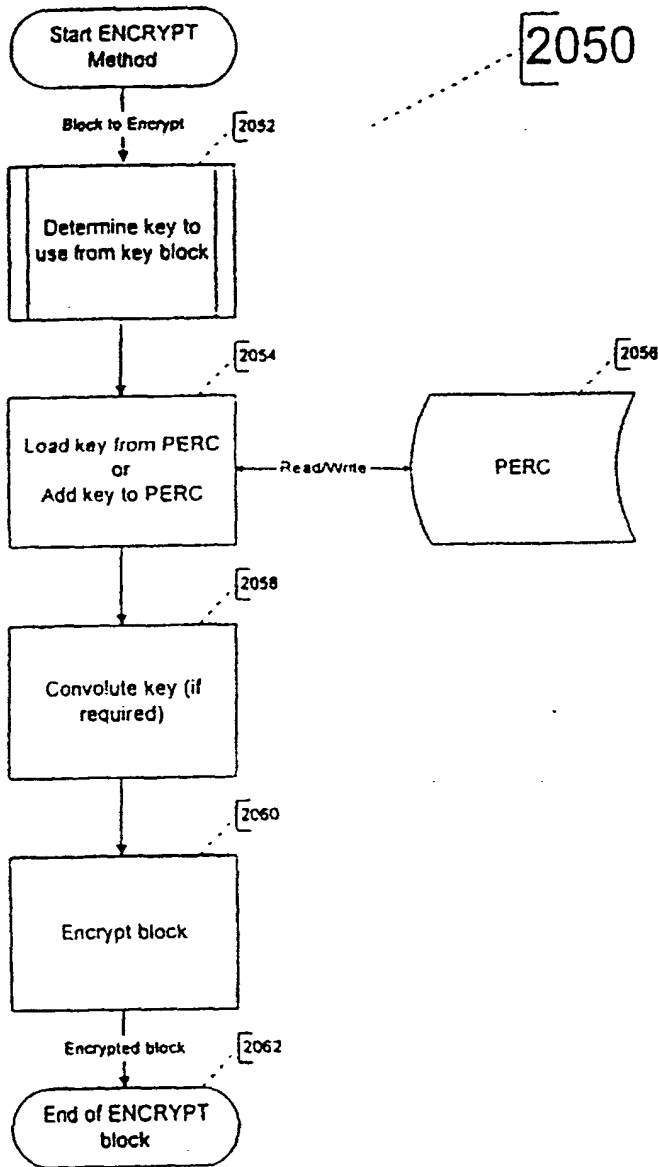 Start ENCRYPT
Method
2050
Block to Encrypt
2052
Determine key to
use from key block
2054
2056
Load key from PERC
or
Add key to PERC
Read/Write
PERC
2058
Convolute key (if
required)
2060
Encrypt block
Encrypted block
2062
End of ENCRYPT
block